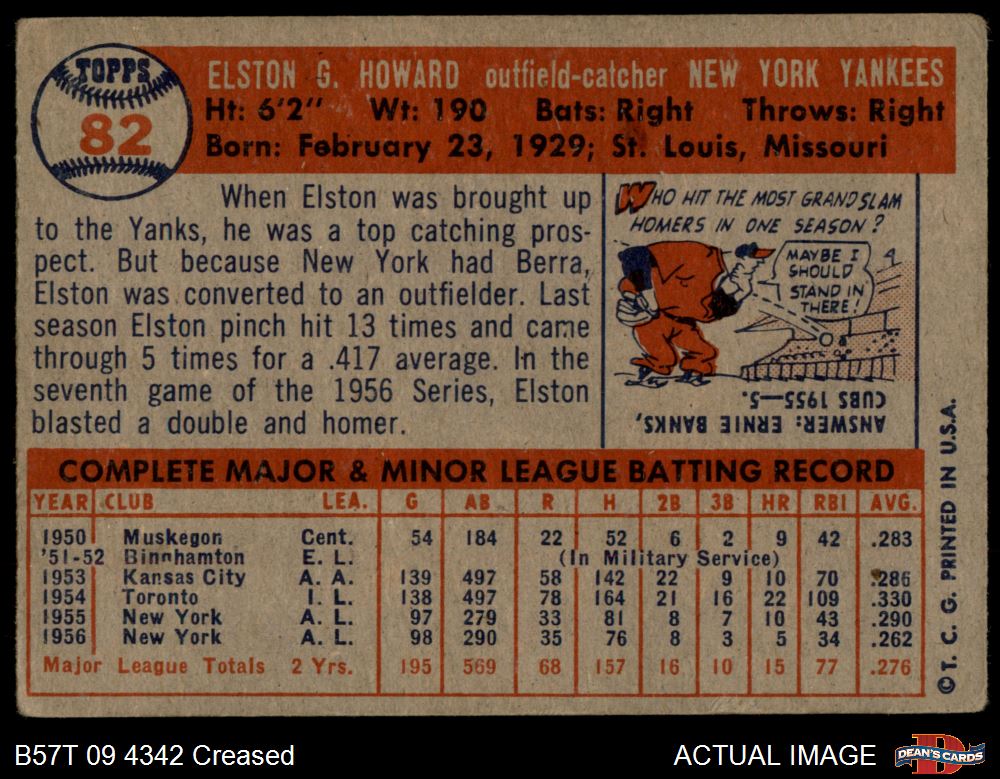 TOPPS
82
ELSTON G. HOWARD outfield-catcher NEW YORK YANKEES
Ht: 6'2" Wt: 190 Bats: Right Throws: Right
Born: February 23, 1929; St. Louis, Missouri
When Elston was brought up
to the Yanks, he was a top catching pros-
pect. But because New York had Berra,
Elston was converted to an outfielder. Last
season Elston pinch hit 13 times and came
through 5 times for a .417 average. In the
seventh game of the 1956 Series, Elston
blasted a double and homer.
WHO HIT THE MOST GRAND SLAM
HOMERS IN ONE SEASON?
MAYBE I
SHOULD
STAND IN
THERE!
ANSWER: ERNIE BANKS,
CUBS 1955—5.
COMPLETE MAJOR & MINOR LEAGUE BATTING RECORD
YEAR CLUB LEA. G AB R H 2B 3B HR RBI AVG.
1950 Muskegon Cent. 54 184 22 52 6 2 9 42 .283
'51-52 Binghamton E. L. (In Military Service)
1953 Kansas City A. A. 139 497 58 142 22 9 10 70 .286
1954 Toronto I. L. 138 497 78 164 21 16 22 109 .330
1955 New York A. L. 97 279 33 81 8 7 10 43 .290
1956 New York A. L. 98 290 35 76 8 3 5 34 .262
Major League Totals 2 Yrs. 195 569 68 157 16 10 15 77 .276
©T. C. G. PRINTED IN U.S.A.
B57T 09 4342 Creased
ACTUAL IMAGE
DEAN'S CARDS